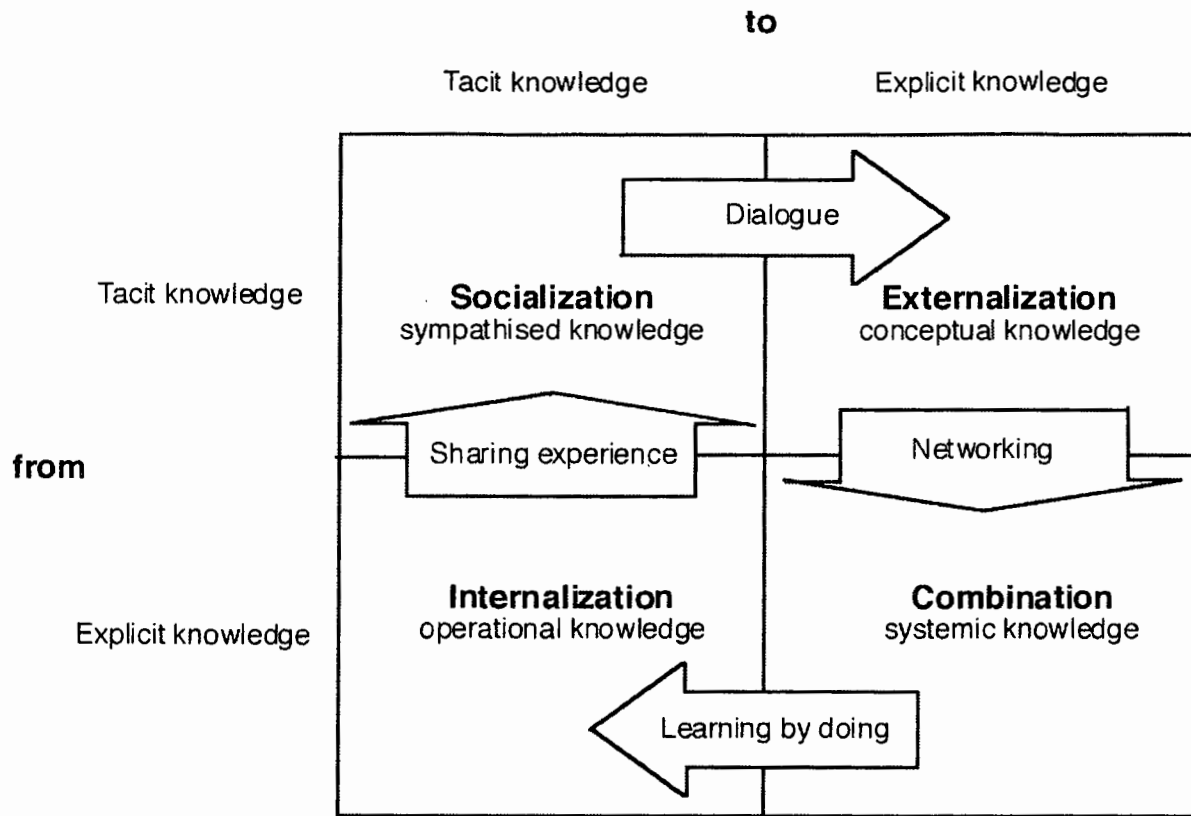 to
Tacit knowledge
Explicit knowledge
Dialogue
Tacit knowledge
Socialization
sympathised knowledge
Externalization
conceptual knowledge
from
Sharing experience
Networking
Explicit knowledge
Internalization
operational knowledge
Combination
systemic knowledge
Learning by doing